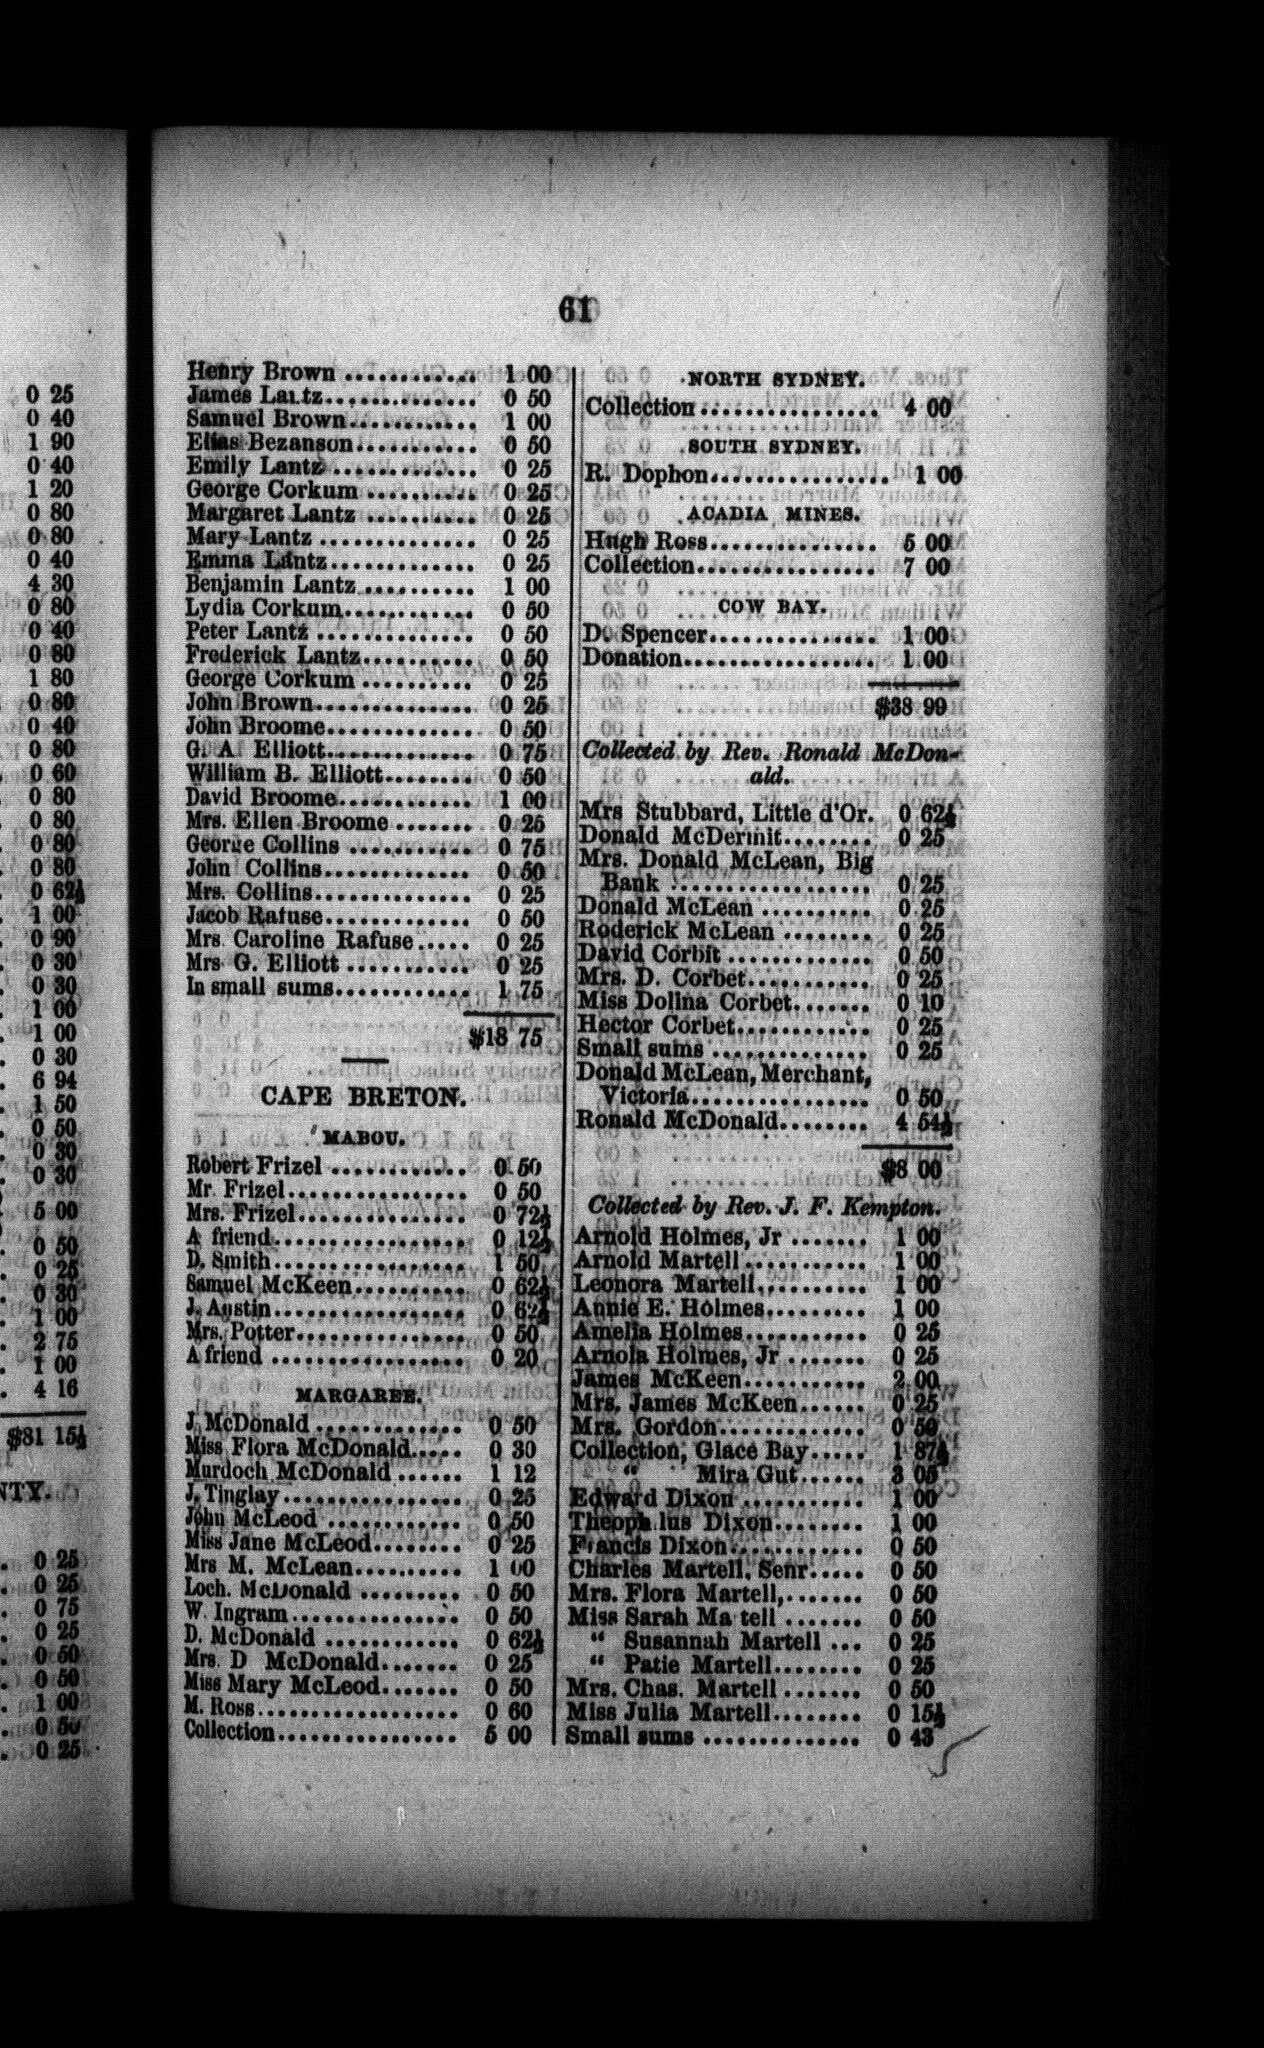 0 25
0 40
1 90
0 40
1 20
0 80
0 80
0 40
4 30
0 80
0 40
0 80
1 80
0 80
0 40
0 80
0 60
0 80
0 80
0 80
0 80
0 62½
1 00
0 90
0 30
0 30
1 00
1 00
0 30
6 94
1 50
0 50
0 30
0 30
5 00
0 50
0 25
0 30
1 00
2 75
1 00
4 16
$81 15½
NTY.
0 25
0 25
0 75
0 25
0 50
0 50
1 00
0 50
0 25
61
Henry Brown ............ 1 00
James Lantz............. 0 50
Samuel Brown........... 1 00
Elias Bezanson........... 0 50
Emily Lantz............. 0 25
George Corkum .......... 0 25
Margaret Lantz .......... 0 25
Mary Lantz .............. 0 25
Emma Lantz............. 0 25
Benjamin Lantz .......... 1 00
Lydia Corkum............ 0 50
Peter Lantz .............. 0 50
Frederick Lantz.......... 0 50
George Corkum .......... 0 25
John Brown.............. 0 25
John Broome............. 0 50
G. A. Elliott............. 0 75
William B. Elliott........ 0 50
David Broome............ 1 00
Mrs. Ellen Broome ....... 0 25
George Collins ........... 0 75
John Collins............. 0 50
Mrs. Collins.............. 0 25
Jacob Rafuse............. 0 50
Mrs. Caroline Rafuse..... 0 25
Mrs G. Elliott ........... 0 25
In small sums............ 1 75
$18 75
CAPE BRETON.
MABOU.
Robert Frizel ............ 0 50
Mr. Frizel................ 0 50
Mrs. Frizel............... 0 72½
A friend................. 0 12½
D. Smith................. 1 50
Samuel McKeen.......... 0 62½
J. Austin................. 0 62½
Mrs. Potter............... 0 50
A friend ................. 0 20
MARGAREE.
J. McDonald ............. 0 50
Miss Flora McDonald..... 0 30
Murdoch McDonald ...... 1 12
J. Tinglay................ 0 25
John McLeod ............ 0 50
Miss Jane McLeod........ 0 25
Mrs M. McLean.......... 1 00
Loch. McDonald ......... 0 50
W. Ingram............... 0 50
D. McDonald ............ 0 62½
Mrs. D McDonald....... 0 25
Miss Mary McLeod....... 0 50
M. Ross.................. 0 60
Collection................ 5 00
NORTH SYDNEY.
Collection................ 4 00
SOUTH SYDNEY.
R. Dophon............... 1 00
ACADIA MINES.
Hugh Ross............... 5 00
Collection................ 7 00
COW BAY.
D. Spencer............... 1 00
Donation................. 1 00
$38 99
Collected by Rev. Ronald McDon-
ald.
Mrs Stubbard, Little d'Or. 0 62½
Donald McDermit........ 0 25
Mrs. Donald McLean, Big
Bank .................. 0 25
Donald McLean .......... 0 25
Roderick McLean ........ 0 25
David Corbit ............ 0 50
Mrs. D. Corbet........... 0 25
Miss Dolina Corbet....... 0 10
Hector Corbet............ 0 25
Small sums .............. 0 25
Donald McLean, Merchant,
Victoria................ 0 50
Ronald McDonald........ 4 54½
$8 00
Collected by Rev. J. F. Kempton.
Arnold Holmes, Jr ....... 1 00
Arnold Martell ........... 1 00
Leonora Martell.......... 1 00
Annie E. Holmes......... 1 00
Amelia Holmes........... 0 25
Arnola Holmes, Jr ....... 0 25
James McKeen........... 2 00
Mrs. James McKeen...... 0 25
Mrs. Gordon............. 0 50
Collection, Glace Bay..... 1 87½
" Mira Gut...... 3 05
Edward Dixon ........... 1 00
Theoph lus Dixon........ 1 00
Francis Dixon............ 0 50
Charles Martell, Senr..... 0 50
Mrs. Flora Martell,....... 0 50
Miss Sarah Ma tell ....... 0 50
" Susannah Martell ... 0 25
" Patie Martell........ 0 25
Mrs. Chas. Martell ....... 0 50
Miss Julia Martell........ 0 15½
Small sums .............. 0 43